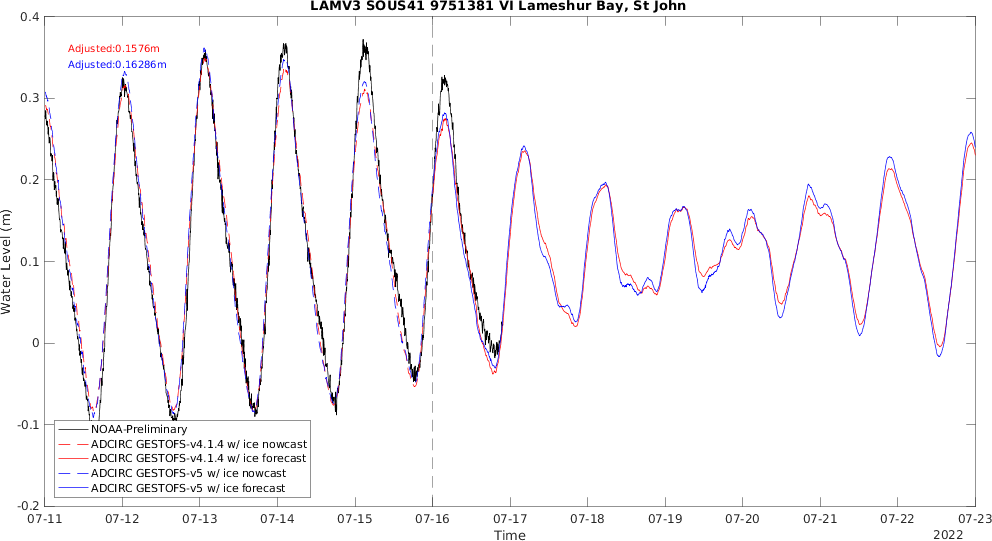 LAMV3 SOUS41 9751381 VI Lameshur Bay, St John
Adjusted:0.1576m
Adjusted:0.16286m
Water Level (m)
0.4
0.3
0.2
0.1
0
-0.1
-0.2
NOAA-Preliminary
ADCIRC GESTOFS-v4.1.4 w/ ice nowcast
ADCIRC GESTOFS-v4.1.4 w/ ice forecast
ADCIRC GESTOFS-v5 w/ ice nowcast
ADCIRC GESTOFS-v5 w/ ice forecast
07-11 07-12 07-13 07-14 07-15 07-16 07-17 07-18 07-19 07-20 07-21 07-22 07-23
Time
2022